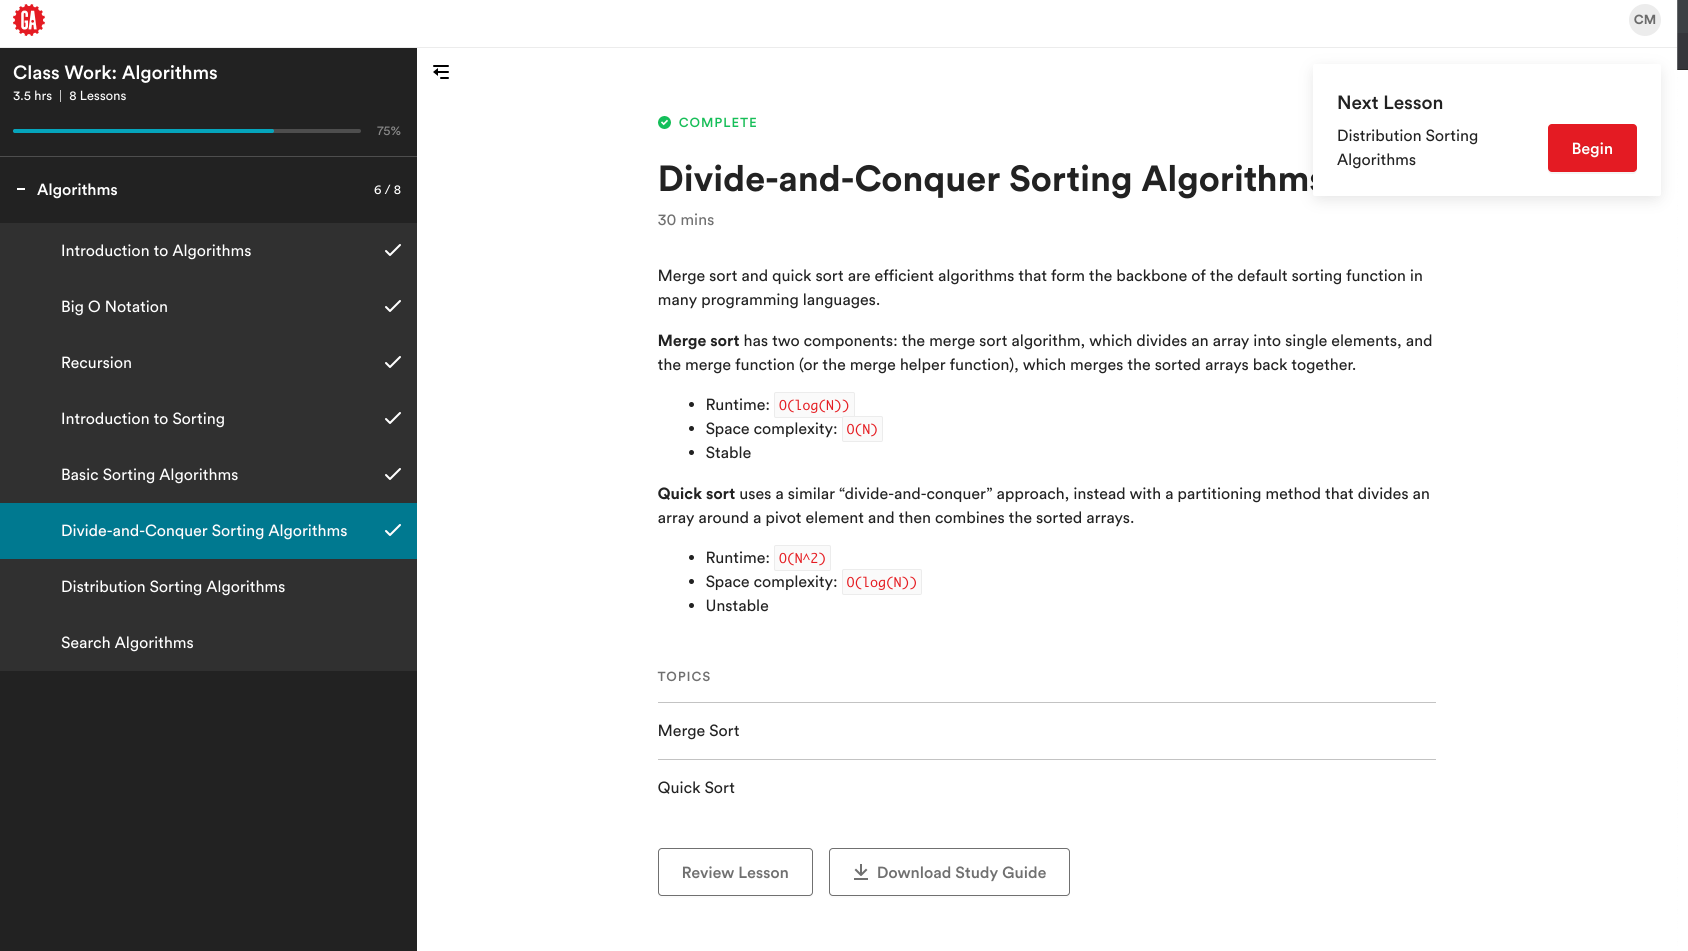 GA
CM
Class Work: Algorithms
3.5 hrs | 8 Lessons
75%
Algorithms
6 / 8
Introduction to Algorithms
Big O Notation
Recursion
Introduction to Sorting
Basic Sorting Algorithms
Divide-and-Conquer Sorting Algorithms
Distribution Sorting Algorithms
Search Algorithms
COMPLETE
Divide-and-Conquer Sorting Algorithms
30 mins
Merge sort and quick sort are efficient algorithms that form the backbone of the default sorting function in
many programming languages.
Merge sort has two components: the merge sort algorithm, which divides an array into single elements, and
the merge function (or the merge helper function), which merges the sorted arrays back together.
• Runtime: O(log(N))
• Space complexity: O(N)
• Stable
Quick sort uses a similar “divide-and-conquer” approach, instead with a partitioning method that divides an
array around a pivot element and then combines the sorted arrays.
• Runtime: O(N^2)
• Space complexity: O(log(N))
• Unstable
TOPICS
Merge Sort
Quick Sort
Review Lesson
Download Study Guide
Next Lesson
Distribution Sorting
Algorithms
Begin